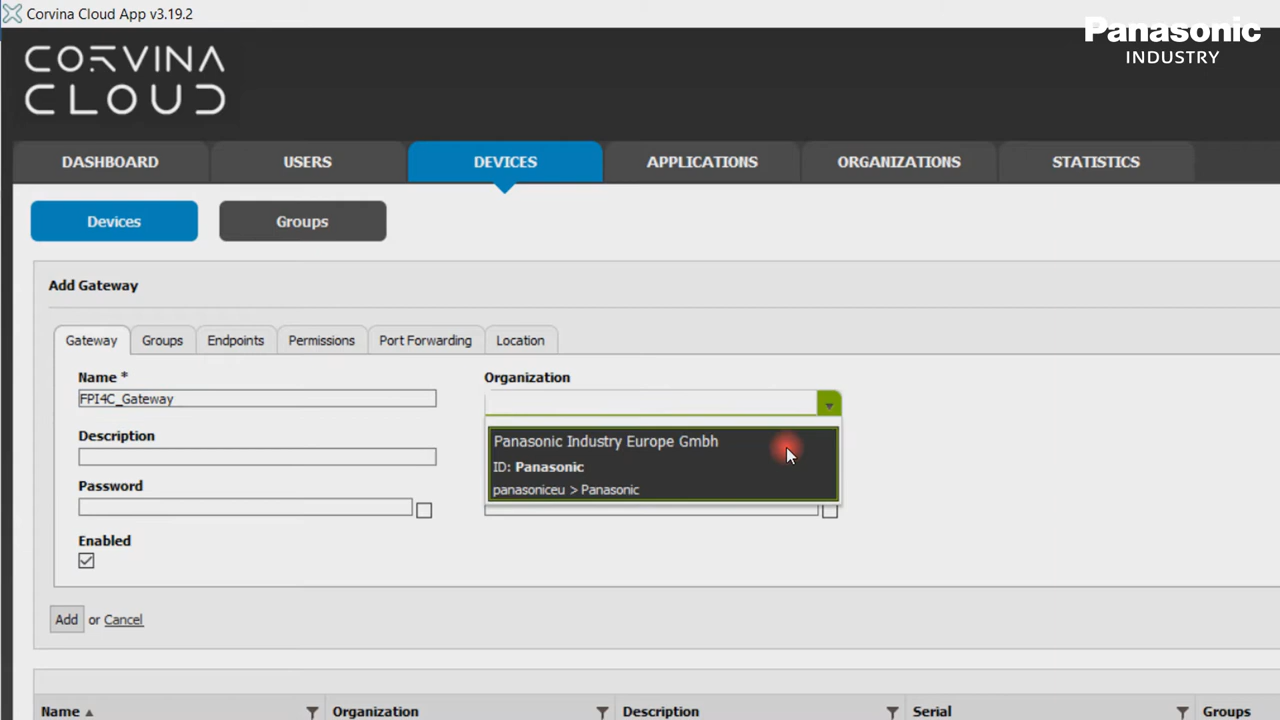 Corvina Cloud App v3.19.2
Panasonic
INDUSTRY
CORVINA
CLOUD
DASHBOARD
USERS
DEVICES
APPLICATIONS
ORGANIZATIONS
STATISTICS
Devices
Groups
Add Gateway
Gateway
Groups
Endpoints
Permissions
Port Forwarding
Location
Name *
Organization
FPI4C_Gateway
Panasonic Industry Europe Gmbh
ID: Panasonic
panasoniceu > Panasonic
Description
Password
Enabled
Add or Cancel
Name
Organization
Description
Serial
Groups